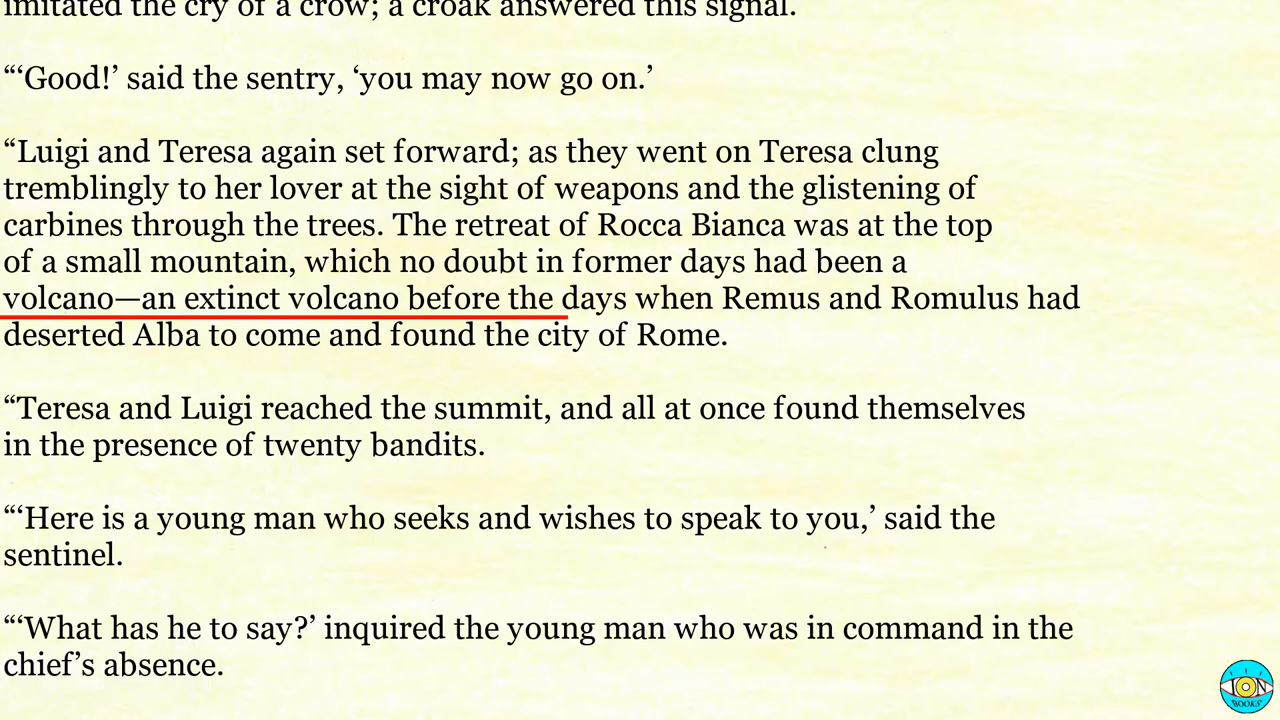 imitated the cry of a crow; a croak answered this signal.
“‘Good!’ said the sentry, ‘you may now go on.’
“Luigi and Teresa again set forward; as they went on Teresa clung
tremblingly to her lover at the sight of weapons and the glistening of
carbines through the trees. The retreat of Rocca Bianca was at the top
of a small mountain, which no doubt in former days had been a
volcano—an extinct volcano before the days when Remus and Romulus had
deserted Alba to come and found the city of Rome.
“Teresa and Luigi reached the summit, and all at once found themselves
in the presence of twenty bandits.
“‘Here is a young man who seeks and wishes to speak to you,’ said the
sentinel.
“‘What has he to say?’ inquired the young man who was in command in the
chief’s absence.
ION
BOOKS